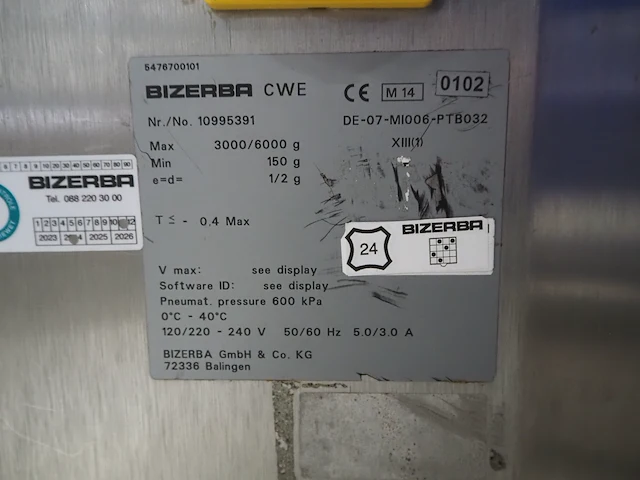 5476700101
BIZERBA CWE
CE M 14 0102
Nr./No. 10995391
DE-07-MI006-PTB032
Max 3000/6000 g
XIII(1)
Min 150 g
e=d= 1/2 g
T ≤ - 0,4 Max
V max: see display
Software ID: see display
Pneumat. pressure 600 kPa
0°C - 40°C
120/220 - 240 V 50/60 Hz 5.0/3.0 A
BIZERBA GmbH & Co. KG
72336 Balingen
24 BIZERBA
BIZERBA
Tel. 088 220 30 00
1 2 3 4 5 6 7 8 9 10 11 12
2023 2024 2025 2026